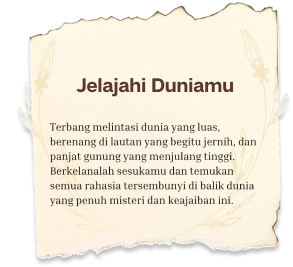 Jelajahi Duniamu
Terbang melintasi dunia yang luas,
berenang di lautan yang begitu jernih, dan
panjat gunung yang menjulang tinggi.
Berkelanalah sesukamu dan temukan
semua rahasia tersembunyi di balik dunia
yang penuh misteri dan keajaiban ini.